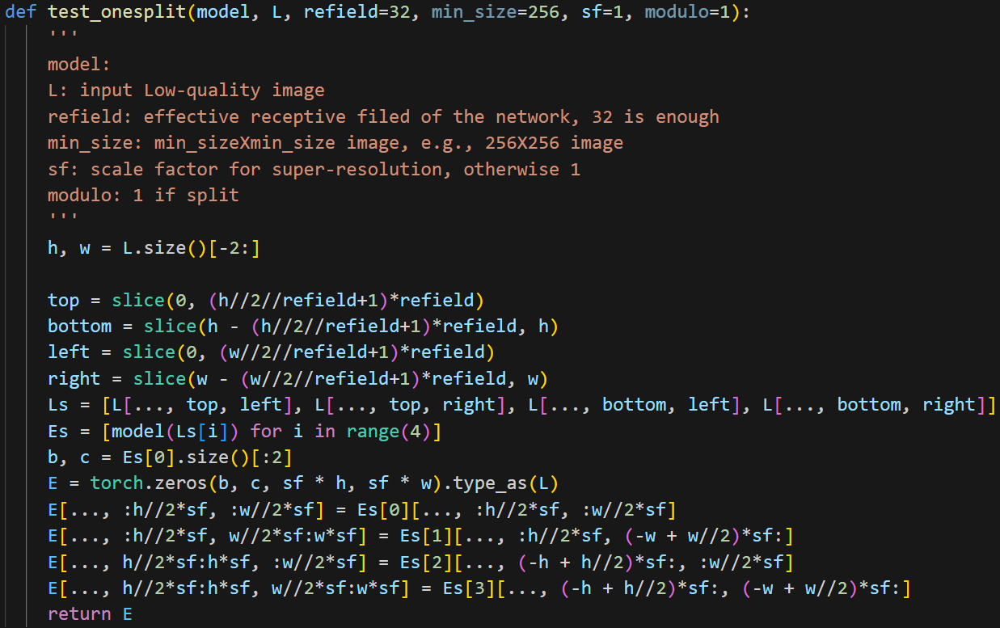 def test_onesplit(model, L, refield=32, min_size=256, sf=1, modulo=1):
'''
model:
L: input Low-quality image
refield: effective receptive filed of the network, 32 is enough
min_size: min_sizeXmin_size image, e.g., 256X256 image
sf: scale factor for super-resolution, otherwise 1
modulo: 1 if split
'''
h, w = L.size()[-2:]
top = slice(0, (h//2//refield+1)*refield)
bottom = slice(h - (h//2//refield+1)*refield, h)
left = slice(0, (w//2//refield+1)*refield)
right = slice(w - (w//2//refield+1)*refield, w)
Ls = [L[..., top, left], L[..., top, right], L[..., bottom, left], L[..., bottom, right]]
Es = [model(Ls[i]) for i in range(4)]
b, c = Es[0].size()[:2]
E = torch.zeros(b, c, sf * h, sf * w).type_as(L)
E[..., :h//2*sf, :w//2*sf] = Es[0][..., :h//2*sf, :w//2*sf]
E[..., :h//2*sf, w//2*sf:w*sf] = Es[1][..., :h//2*sf, (-w + w//2)*sf:]
E[..., h//2*sf:h*sf, :w//2*sf] = Es[2][..., (-h + h//2)*sf:, :w//2*sf]
E[..., h//2*sf:h*sf, w//2*sf:w*sf] = Es[3][..., (-h + h//2)*sf:, (-w + w//2)*sf:]
return E